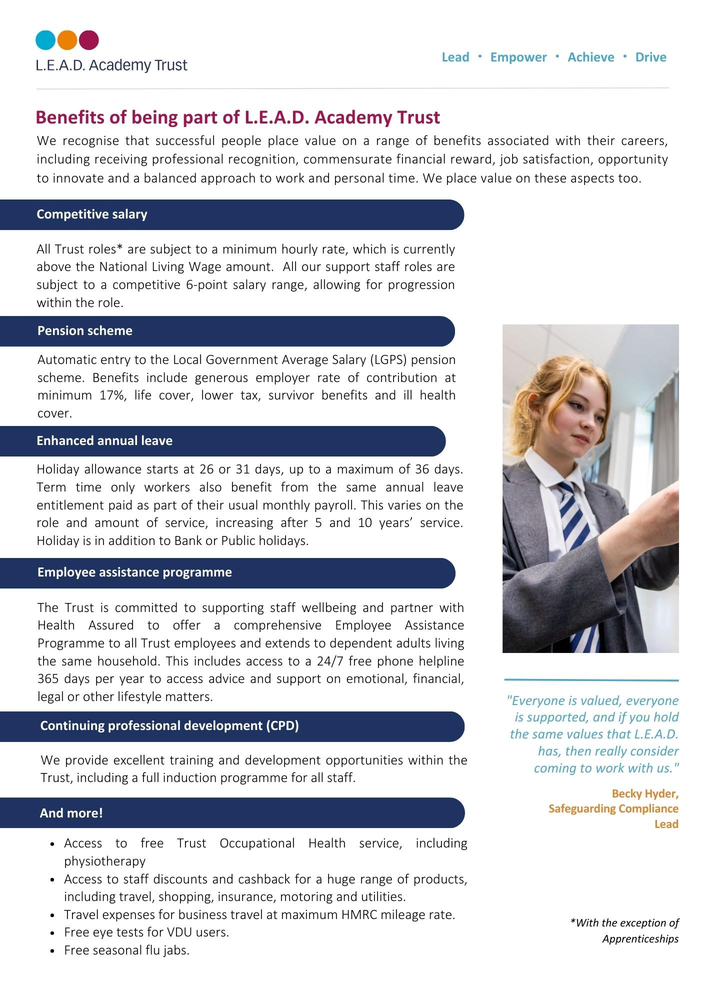 L.E.A.D. Academy Trust
Lead • Empower • Achieve • Drive
Benefits of being part of L.E.A.D. Academy Trust
We recognise that successful people place value on a range of benefits associated with their careers,
including receiving professional recognition, commensurate financial reward, job satisfaction, opportunity
to innovate and a balanced approach to work and personal time. We place value on these aspects too.
Competitive salary
All Trust roles* are subject to a minimum hourly rate, which is currently
above the National Living Wage amount.  All our support staff roles are
subject to a competitive 6-point salary range, allowing for progression
within the role.
Pension scheme
Automatic entry to the Local Government Average Salary (LGPS) pension
scheme. Benefits include generous employer rate of contribution at
minimum 17%, life cover, lower tax, survivor benefits and ill health
cover.
Enhanced annual leave
Holiday allowance starts at 26 or 31 days, up to a maximum of 36 days.
Term time only workers also benefit from the same annual leave
entitlement paid as part of their usual monthly payroll. This varies on the
role and amount of service, increasing after 5 and 10 years’ service.
Holiday is in addition to Bank or Public holidays.
Employee assistance programme
The Trust is committed to supporting staff wellbeing and partner with
Health Assured to offer a comprehensive Employee Assistance
Programme to all Trust employees and extends to dependent adults living
the same household. This includes access to a 24/7 free phone helpline
365 days per year to access advice and support on emotional, financial,
legal or other lifestyle matters.
Continuing professional development (CPD)
We provide excellent training and development opportunities within the
Trust, including a full induction programme for all staff.
And more!
• Access to free Trust Occupational Health service, including
physiotherapy
• Access to staff discounts and cashback for a huge range of products,
including travel, shopping, insurance, motoring and utilities.
• Travel expenses for business travel at maximum HMRC mileage rate.
• Free eye tests for VDU users.
• Free seasonal flu jabs.
"Everyone is valued, everyone
is supported, and if you hold
the same values that L.E.A.D.
has, then really consider
coming to work with us."
Becky Hyder,
Safeguarding Compliance
Lead
*With the exception of
Apprenticeships